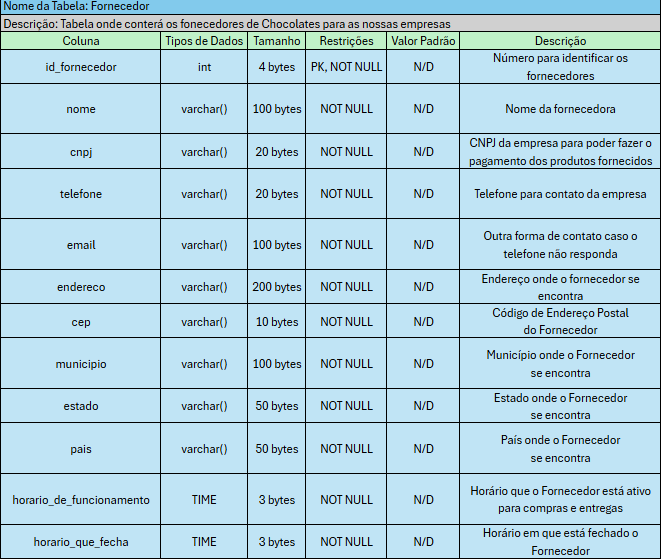 Nome da Tabela: Fornecedor
Descrição: Tabela onde conterá os fonecedores de Chocolates para as nossas empresas
Coluna Tipos de Dados Tamanho Restrições Valor Padrão Descrição
id_fornecedor int 4 bytes PK, NOT NULL N/D Número para identificar os
fornecedores
nome varchar() 100 bytes NOT NULL N/D Nome da fornecedora
cnpj varchar() 20 bytes NOT NULL N/D CNPJ da empresa para poder fazer o
pagamento dos produtos fornecidos
telefone varchar() 20 bytes NOT NULL N/D Telefone para contato da empresa
email varchar() 100 bytes NOT NULL N/D Outra forma de contato caso o
telefone não responda
endereco varchar() 200 bytes NOT NULL N/D Endereço onde o fornecedor se
encontra
cep varchar() 10 bytes NOT NULL N/D Código de Endereço Postal
do Fornecedor
municipio varchar() 100 bytes NOT NULL N/D Município onde o Fornecedor
se encontra
estado varchar() 50 bytes NOT NULL N/D Estado onde o Fornecedor
se encontra
pais varchar() 50 bytes NOT NULL N/D País onde o Fornecedor
se encontra
horario_de_funcionamento TIME 3 bytes NOT NULL N/D Horário que o Fornecedor está ativo
para compras e entregas
horario_que_fecha TIME 3 bytes NOT NULL N/D Horário em que está fechado o
Fornecedor